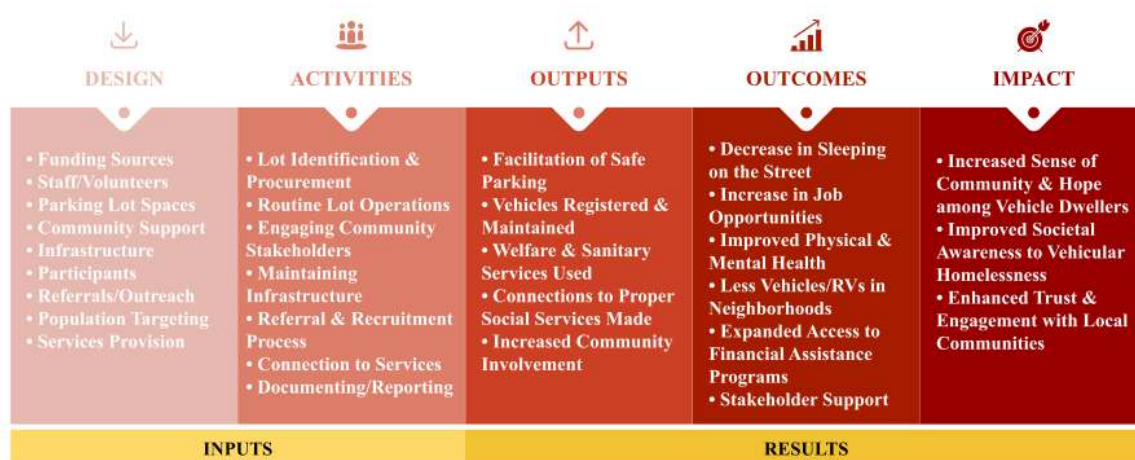 DESIGN
ACTIVITIES
OUTPUTS
OUTCOMES
IMPACT
• Funding Sources
• Staff/Volunteers
• Parking Lot Spaces
• Community Support
• Infrastructure
• Participants
• Referrals/Outreach
• Population Targeting
• Services Provision
• Lot Identification &
Procurement
• Routine Lot Operations
• Engaging Community
Stakeholders
• Maintaining
Infrastructure
• Referral & Recruitment
Process
• Connection to Services
• Documenting/Reporting
• Facilitation of Safe
Parking
• Vehicles Registered &
Maintained
• Welfare & Sanitary
Services Used
• Connections to Proper
Social Services Made
• Increased Community
Involvement
• Decrease in Sleeping
on the Street
• Increase in Job
Opportunities
• Improved Physical &
Mental Health
• Less Vehicles/RVs in
Neighborhoods
• Expanded Access to
Financial Assistance
Programs
• Stakeholder Support
• Increased Sense of
Community & Hope
among Vehicle Dwellers
• Improved Societal
Awareness to Vehicular
Homelessness
• Enhanced Trust &
Engagement with Local
Communities
INPUTS
RESULTS